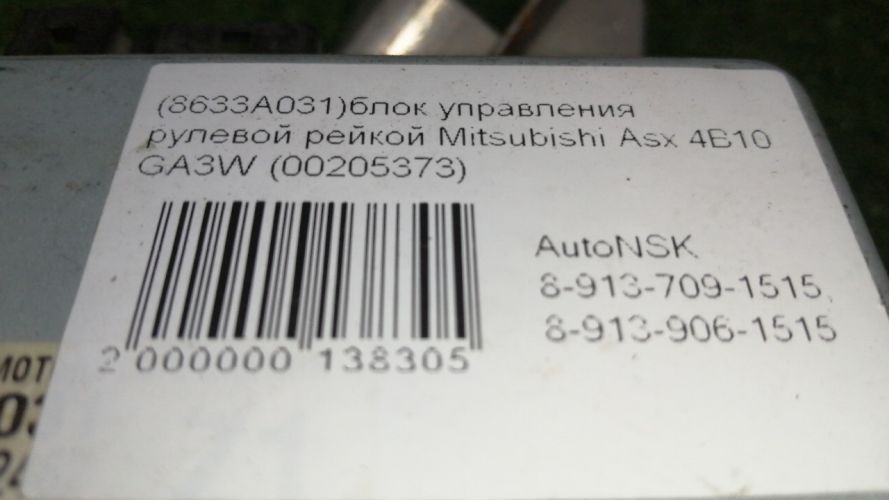 (8633A031)блок управления
рулевой рейкой Mitsubishi Asx 4B10
GA3W (00205373)
AutoNSK
8-913-709-1515,
8-913-906-1515
2 000000 138305